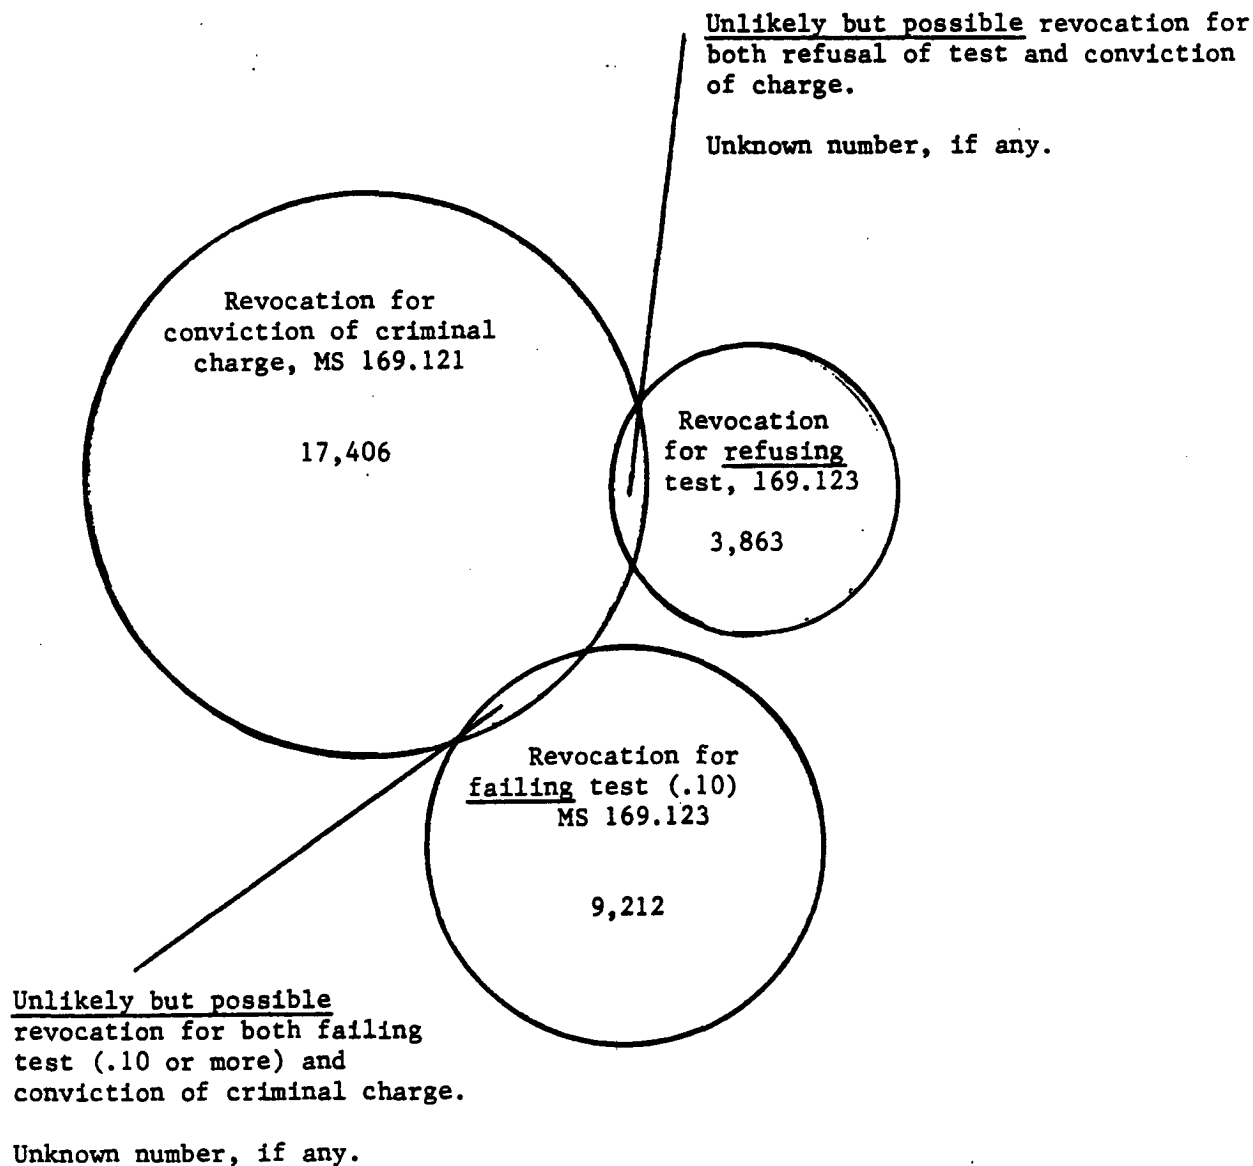 Unlikely but possible revocation for
both refusal of test and conviction
of charge.
Unknown number, if any.
Revocation for
conviction of criminal
charge, MS 169.121
17,406
Revocation
for refusing
test, 169.123
3,863
Revocation for
failing test (.10)
MS 169.123
9,212
Unlikely but possible
revocation for both failing
test (.10 or more) and
conviction of criminal charge.
Unknown number, if any.